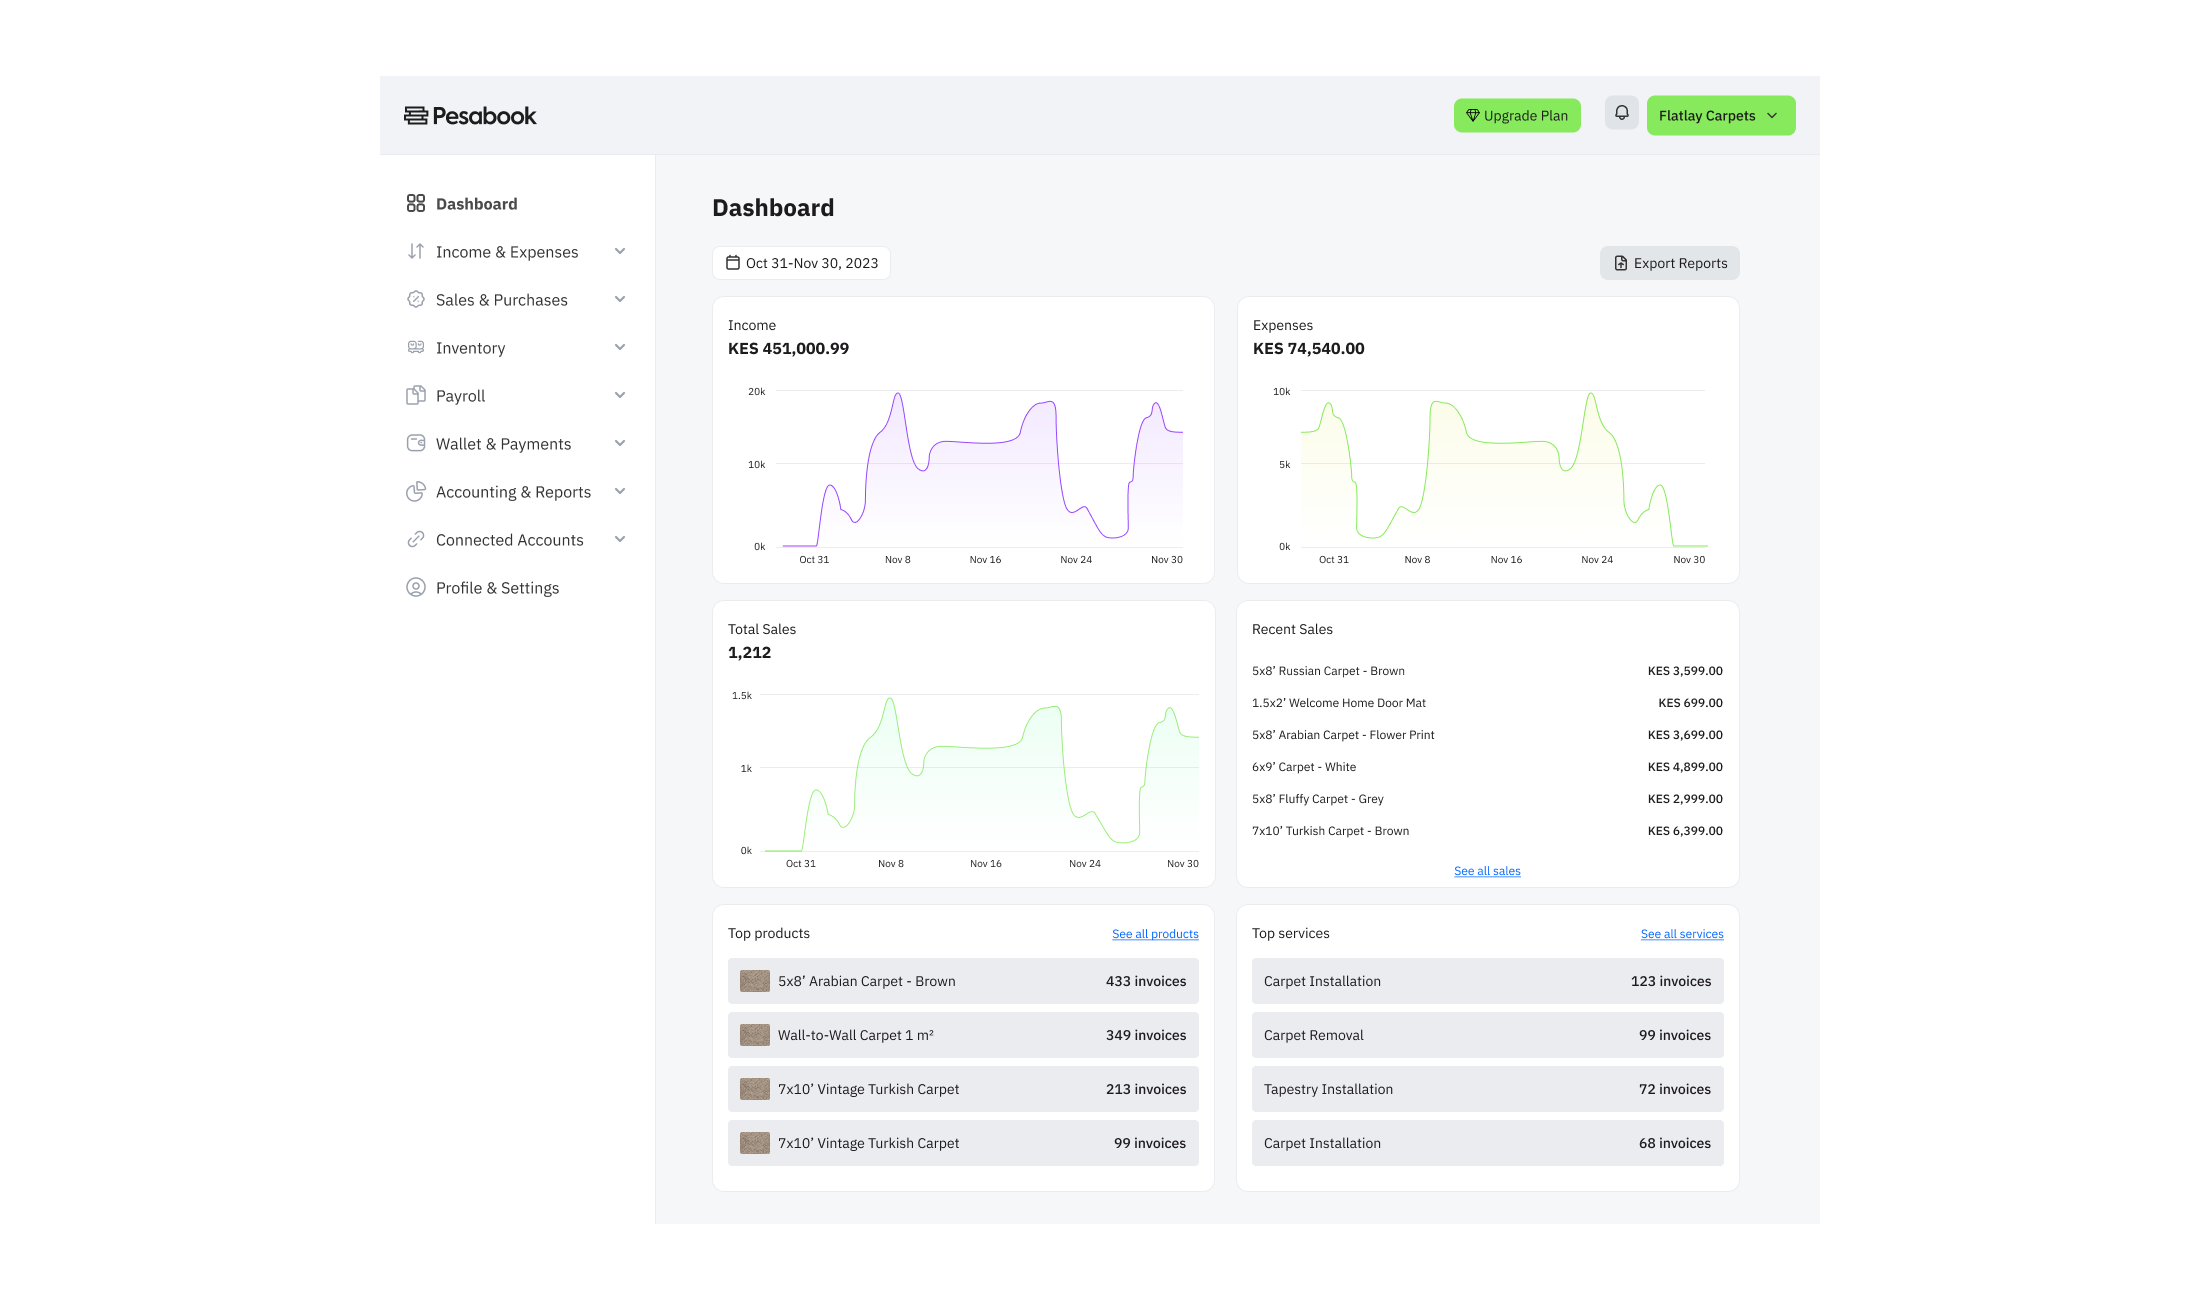 Pesabook
Upgrade Plan
Flatlay Carpets
Dashboard
Income & Expenses
Sales & Purchases
Inventory
Payroll
Wallet & Payments
Accounting & Reports
Connected Accounts
Profile & Settings
Dashboard
Oct 31-Nov 30, 2023
Export Reports
Income
KES 451,000.99
20k
10k
0k
Oct 31 Nov 8 Nov 16 Nov 24 Nov 30
Expenses
KES 74,540.00
10k
5k
0k
Oct 31 Nov 8 Nov 16 Nov 24 Nov 30
Total Sales
1,212
1.5k
1k
0k
Oct 31 Nov 8 Nov 16 Nov 24 Nov 30
Recent Sales
5x8’ Russian Carpet - Brown KES 3,599.00
1.5x2’ Welcome Home Door Mat KES 699.00
5x8’ Arabian Carpet - Flower Print KES 3,699.00
6x9’ Carpet - White KES 4,899.00
5x8’ Fluffy Carpet - Grey KES 2,999.00
7x10’ Turkish Carpet - Brown KES 6,399.00
See all sales
Top products See all products
5x8’ Arabian Carpet - Brown 433 invoices
Wall-to-Wall Carpet 1 m² 349 invoices
7x10’ Vintage Turkish Carpet 213 invoices
7x10’ Vintage Turkish Carpet 99 invoices
Top services See all services
Carpet Installation 123 invoices
Carpet Removal 99 invoices
Tapestry Installation 72 invoices
Carpet Installation 68 invoices